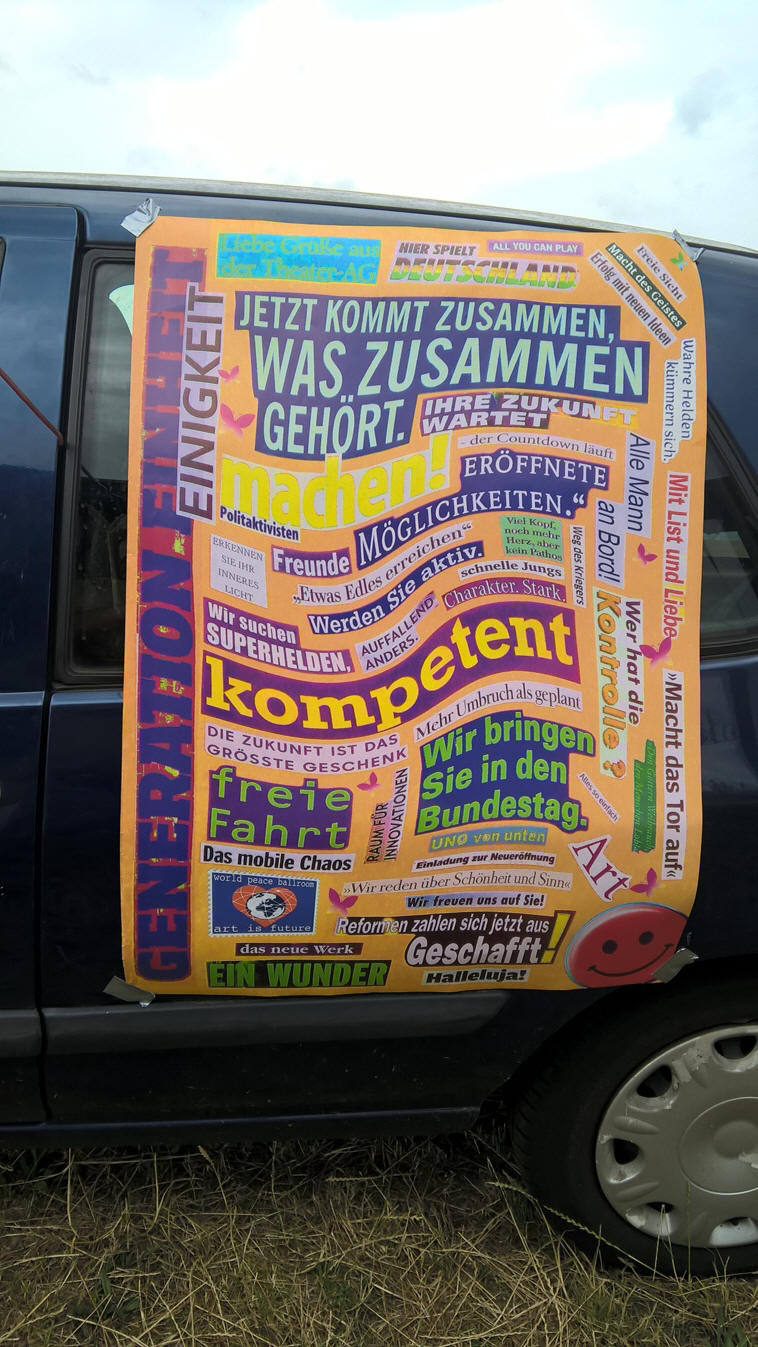 GENERATION EINHEIT
EINIGKEIT
Liebe Grüße aus
der Theater-AG
HIER SPIELT
DEUTSCHLAND
ALL YOU CAN PLAY
Freie Sicht
Macht des Geistes
Erfolg mit neuen Ideen
JETZT KOMMT ZUSAMMEN,
WAS ZUSAMMEN
GEHÖRT.
IHRE ZUKUNFT
WARTET
Wahre Helden
kümmern sich.
machen!
- der Countdown läuft
ERÖFFNETE
MÖGLICHKEITEN.“
Alle Mann
an Bord!
Politaktivisten
ERKENNEN
SIE IHR
INNERES
LICHT
Freunde
„Etwas Edles erreichen“
Werden Sie aktiv.
Viel Kopf,
noch mehr
Herz, aber
kein Pathos
Weg des Kriegers
schnelle Jungs
Charakter. Stark.
Mit List und Liebe
Wir suchen
SUPERHELDEN,
AUFFALLEND
ANDERS.
kompetent
Wer hat die
Kontrolle ?
Mehr Umbruch als geplant
DIE ZUKUNFT IST DAS
GRÖSSTE GESCHENK
Wir bringen
Sie in den
Bundestag.
»Macht das Tor auf«
freie
Fahrt
RAUM FÜR
INNOVATIONEN
Alles so einfach
UNO von unten
Das mobile Chaos
Einladung zur Neueröffnung
Art
world peace ballroom
art is future
»Wir reden über Schönheit und Sinn«
Wir freuen uns auf Sie!
Reformen zahlen sich jetzt aus
Geschafft!
das neue Werk
EIN WUNDER
Halleluja!